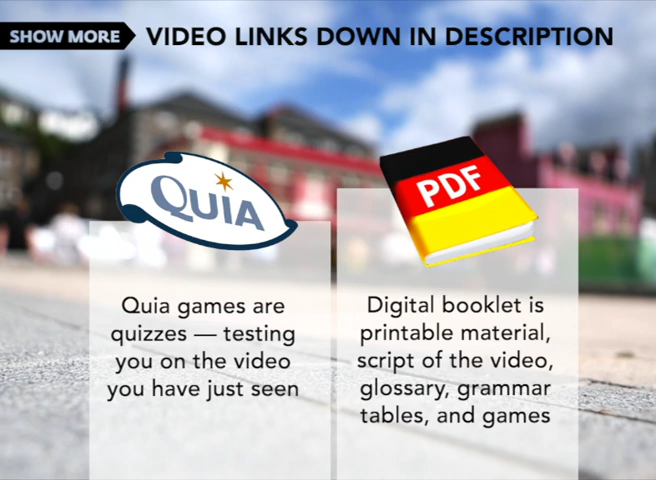 SHOW MORE VIDEO LINKS DOWN IN DESCRIPTION
QUIA
Quia games are
quizzes — testing
you on the video
you have just seen
PDF
Digital booklet is
printable material,
script of the video,
glossary, grammar
tables, and games